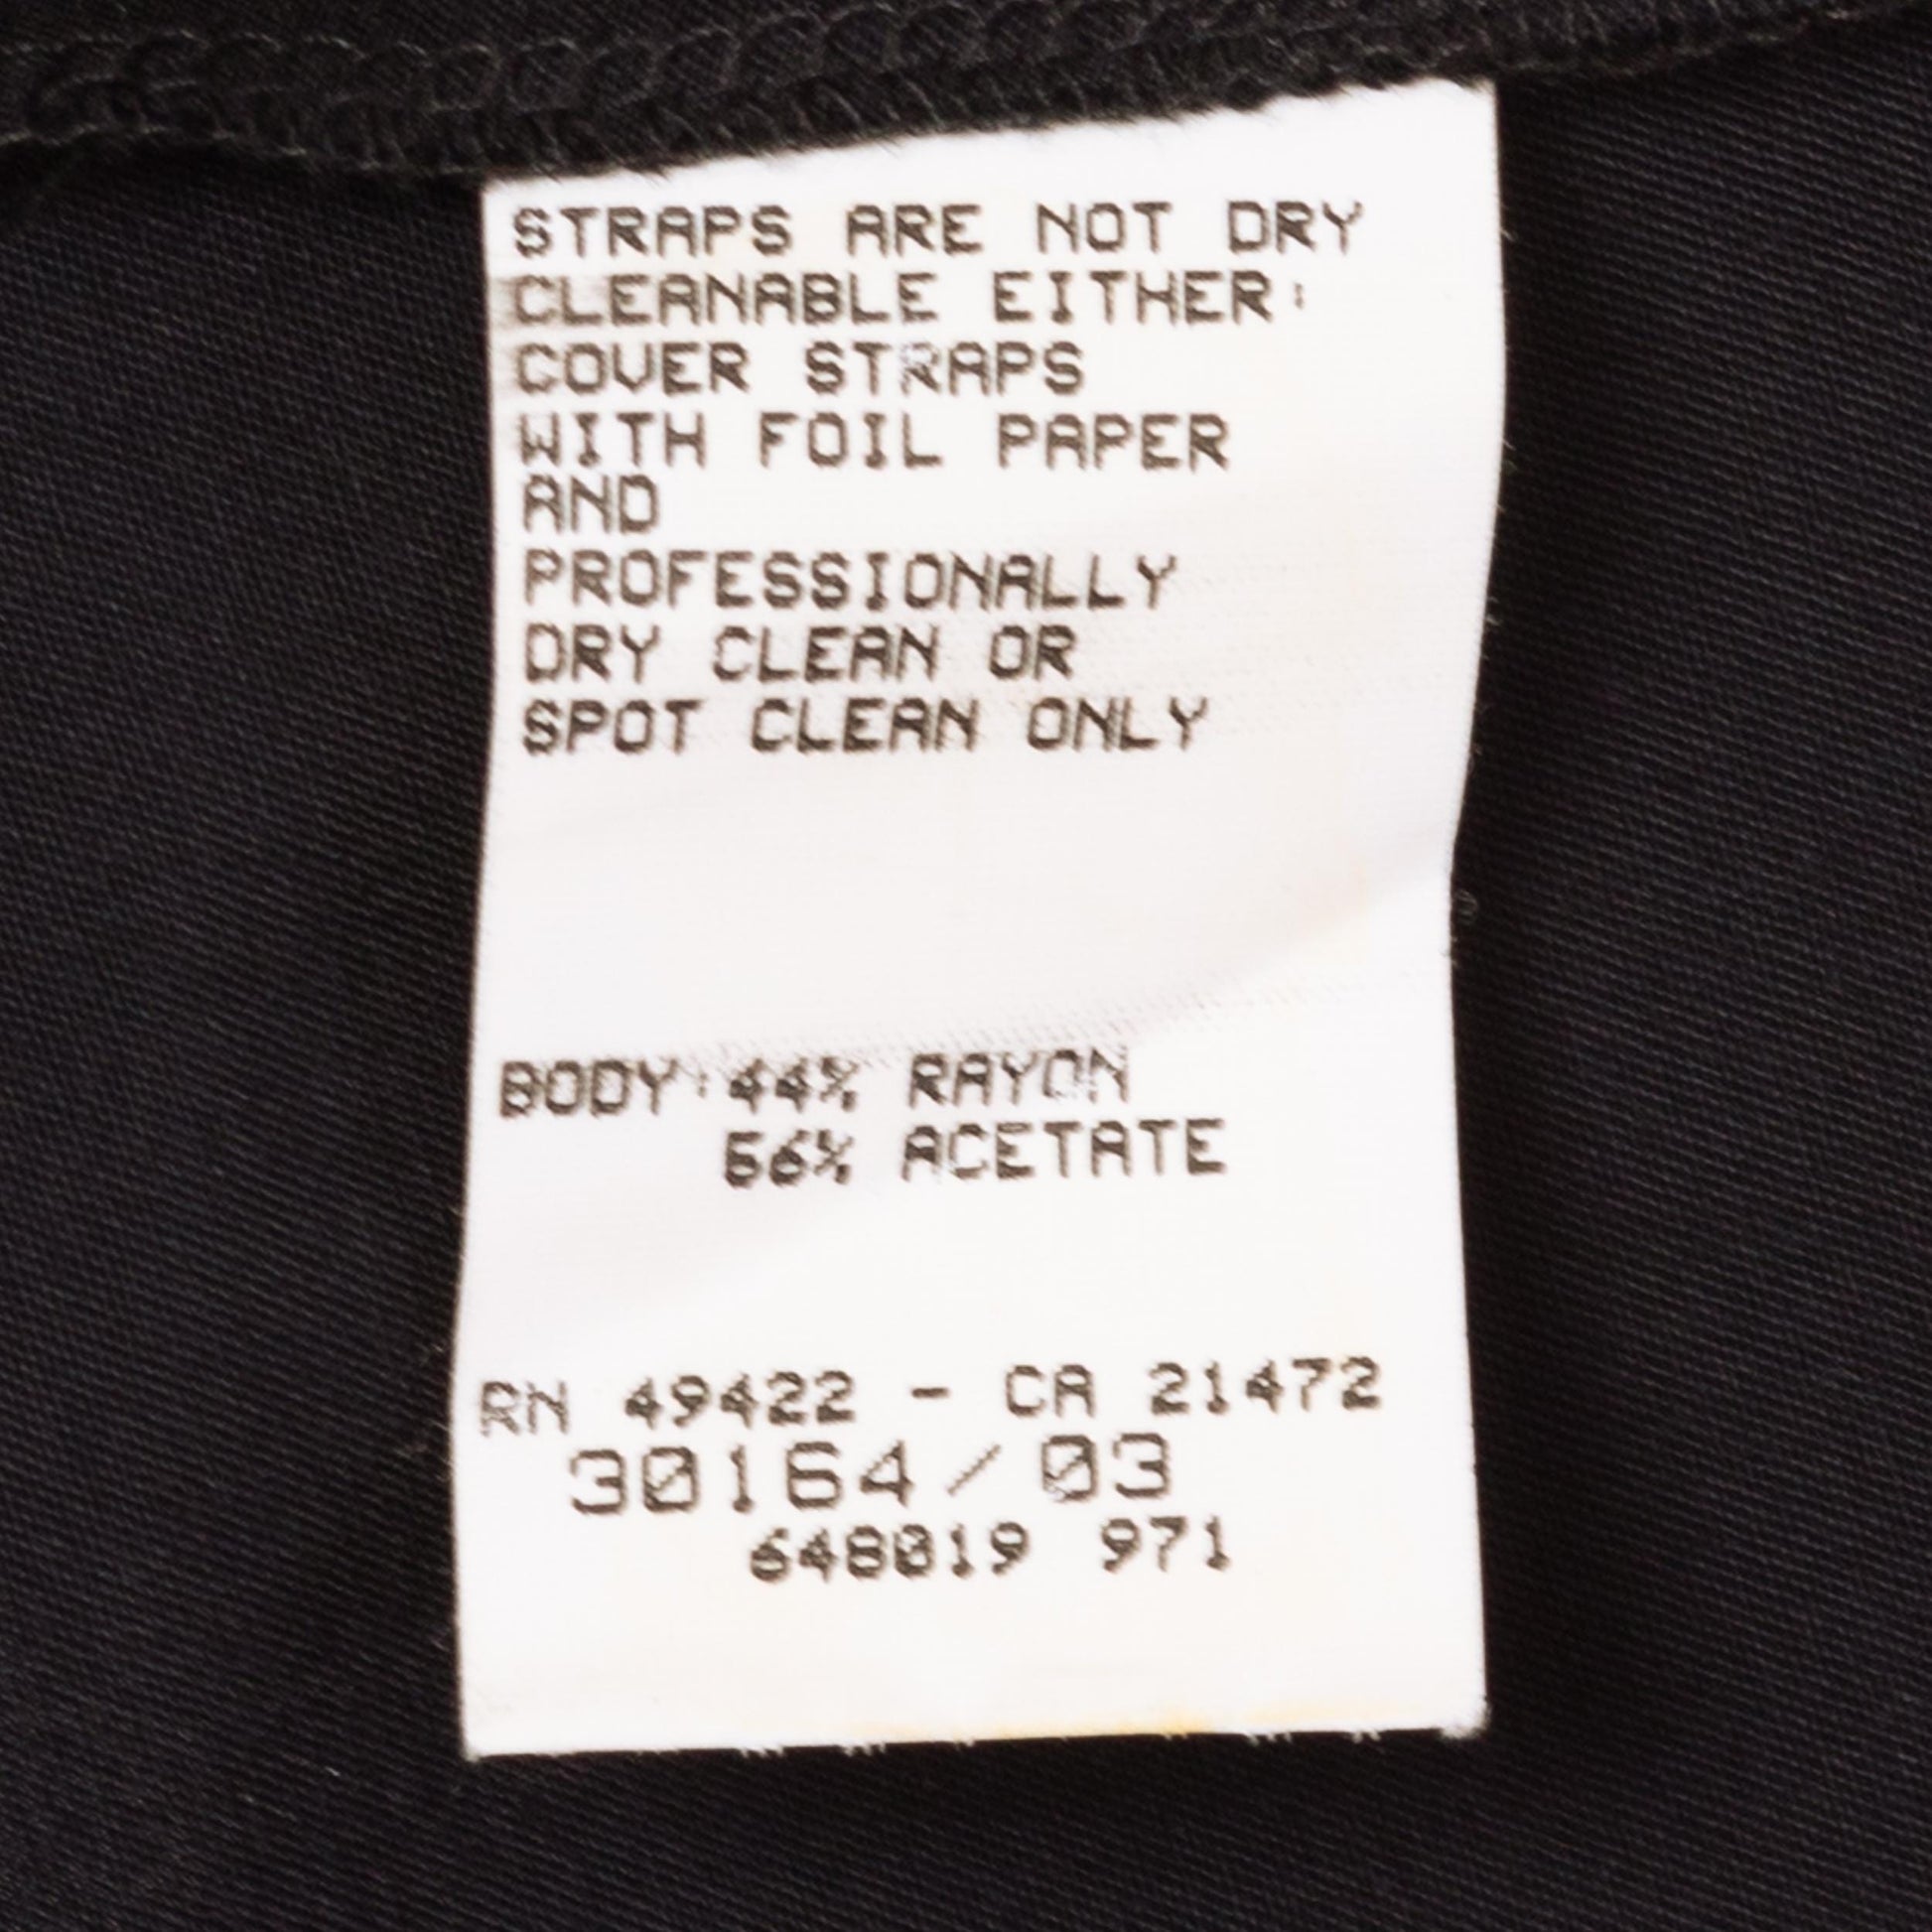 STRAPS ARE NOT DRY
CLEANABLE EITHER:
COVER STRAPS
WITH FOIL PAPER
AND
PROFESSIONALLY
DRY CLEAN OR
SPOT CLEAN ONLY
BODY:44% RAYON
56% ACETATE
RN 49422 - CA 21472
30164/03
648019 971